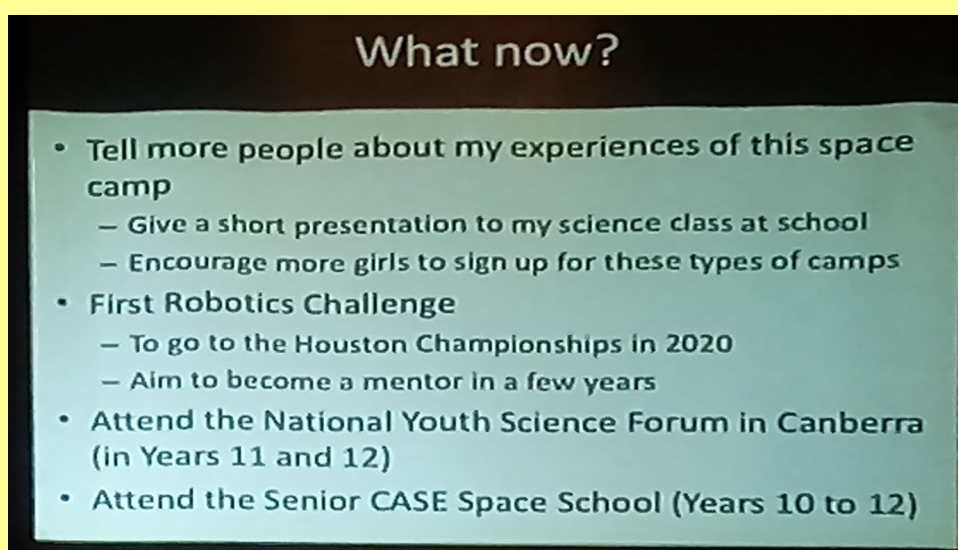 What now?
• Tell more people about my experiences of this space
camp
– Give a short presentation to my science class at school
– Encourage more girls to sign up for these types of camps
• First Robotics Challenge
– To go to the Houston Championships in 2020
– Aim to become a mentor in a few years
• Attend the National Youth Science Forum in Canberra
(in Years 11 and 12)
• Attend the Senior CASE Space School (Years 10 to 12)